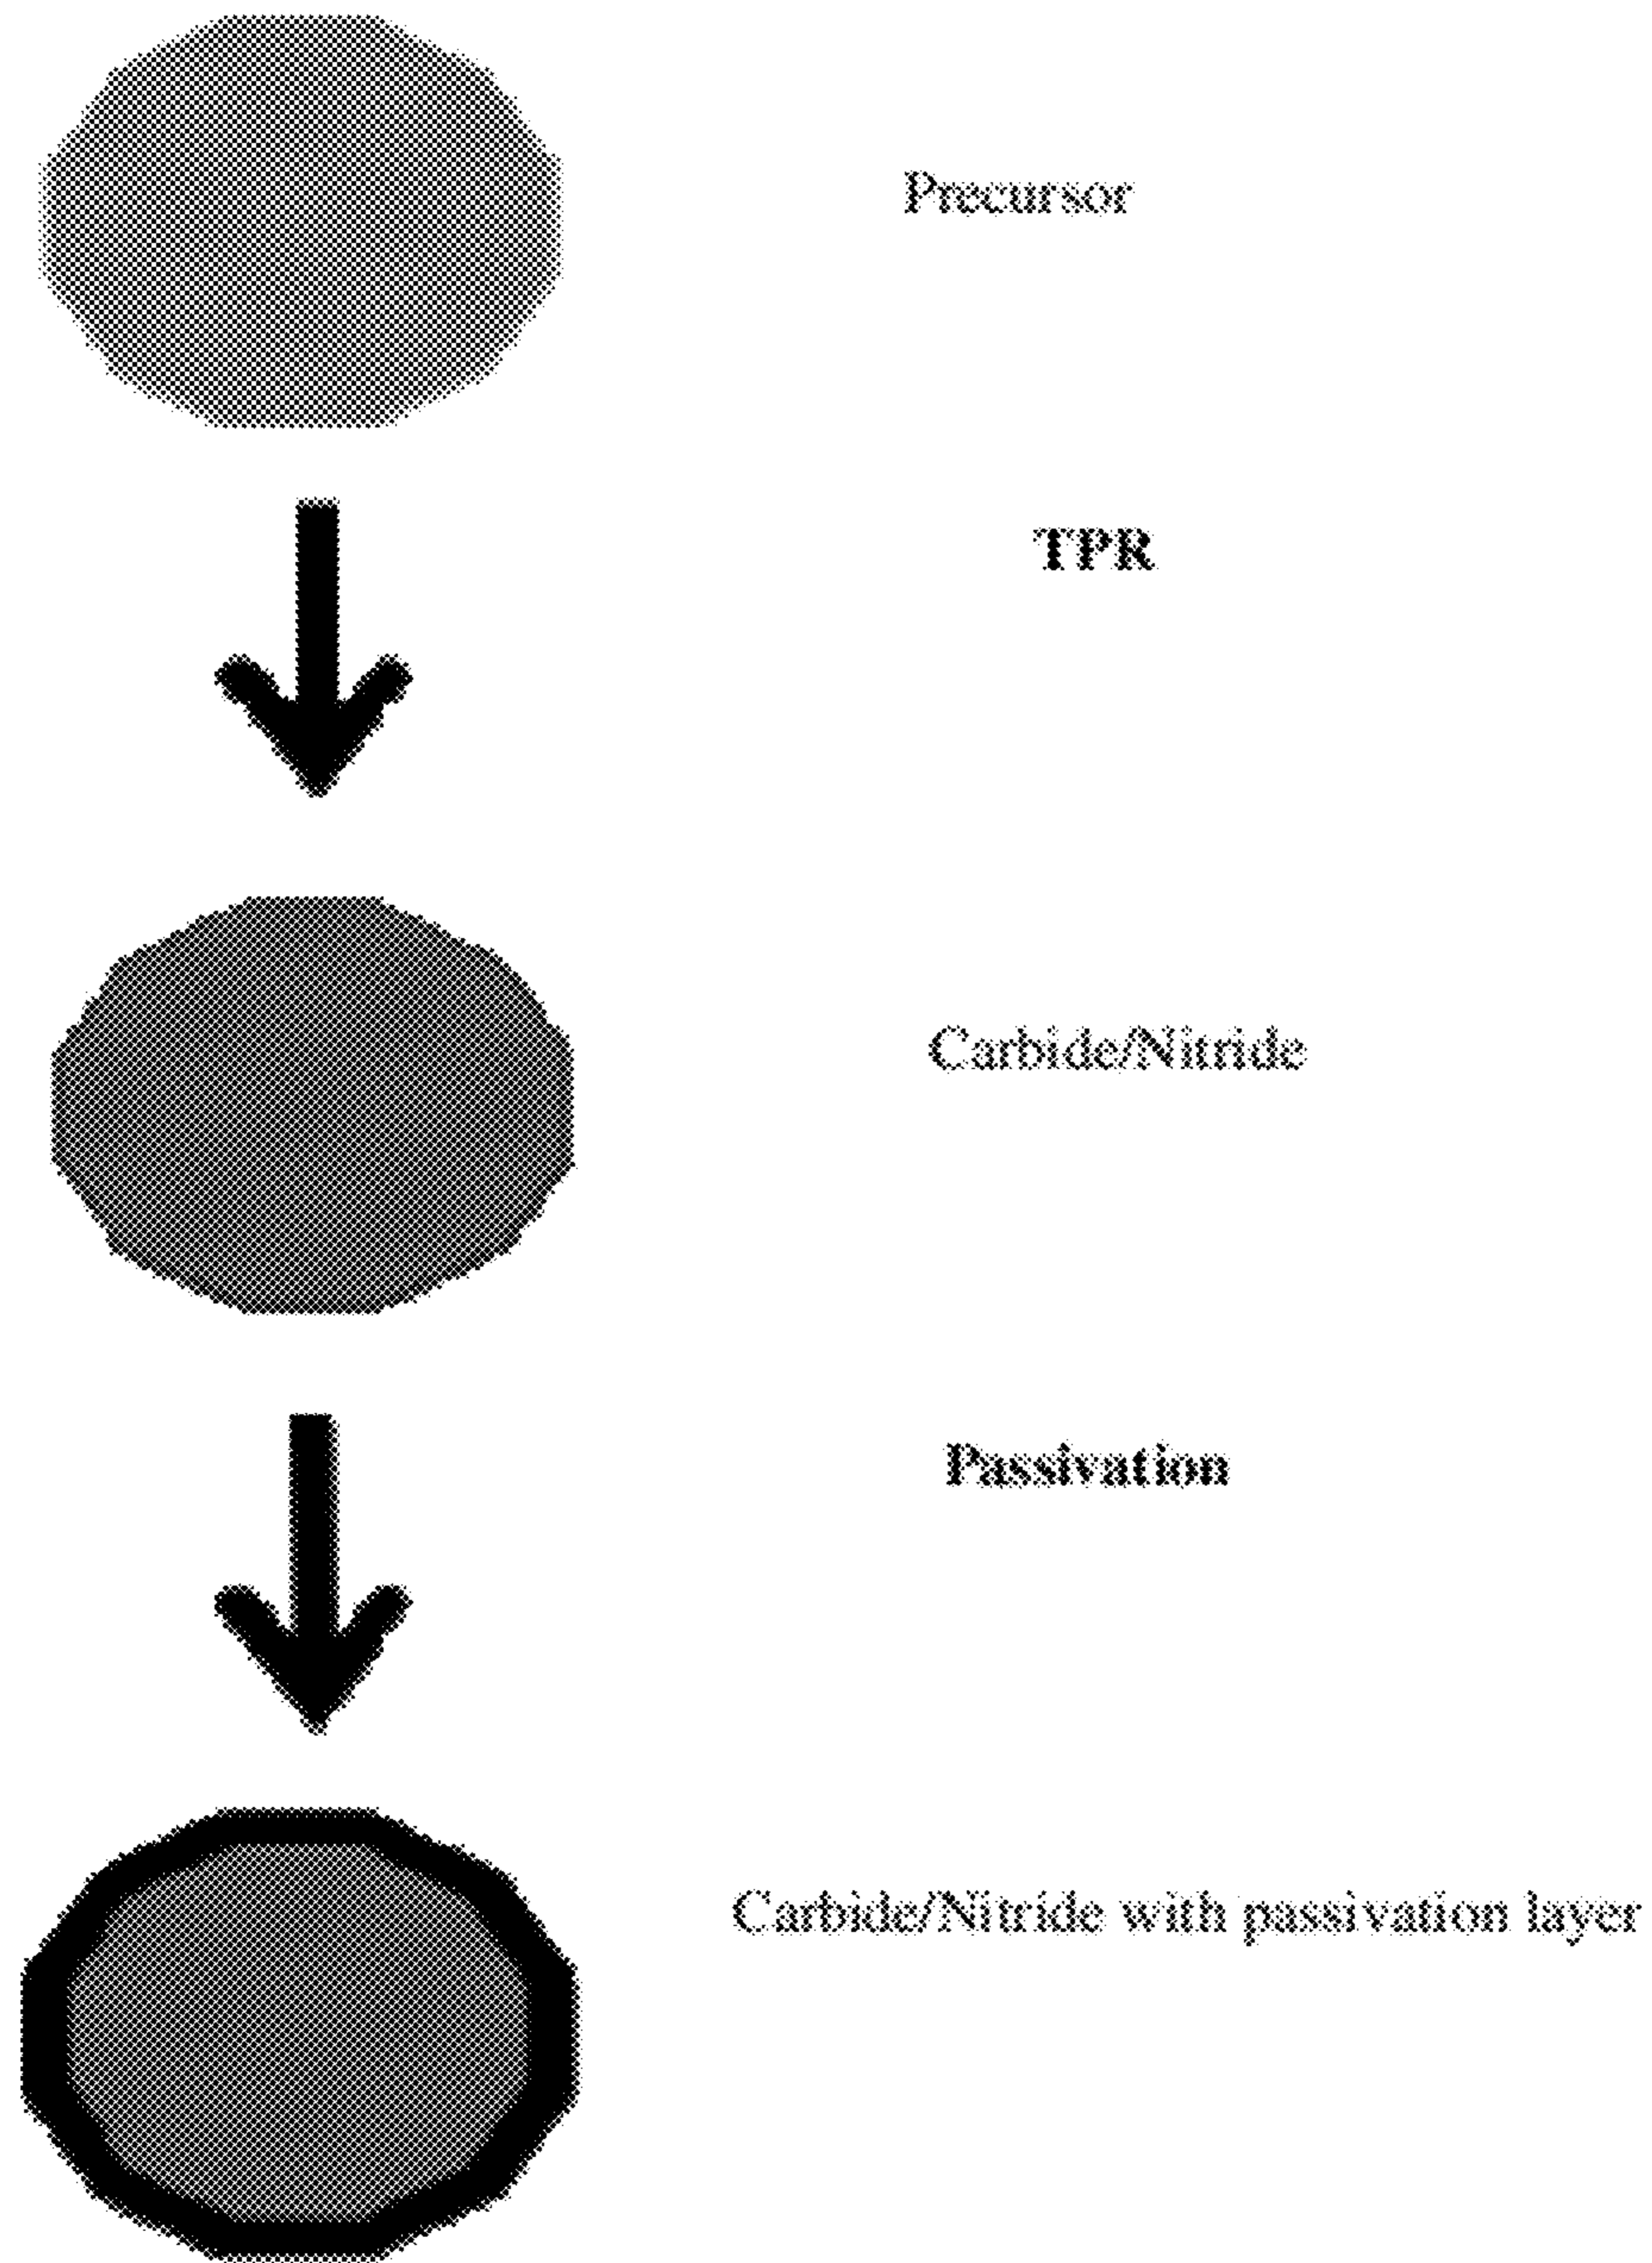 Precursor
TPR
Carbide/Nitride
Passivation
Carbide/Nitride with passivation layer